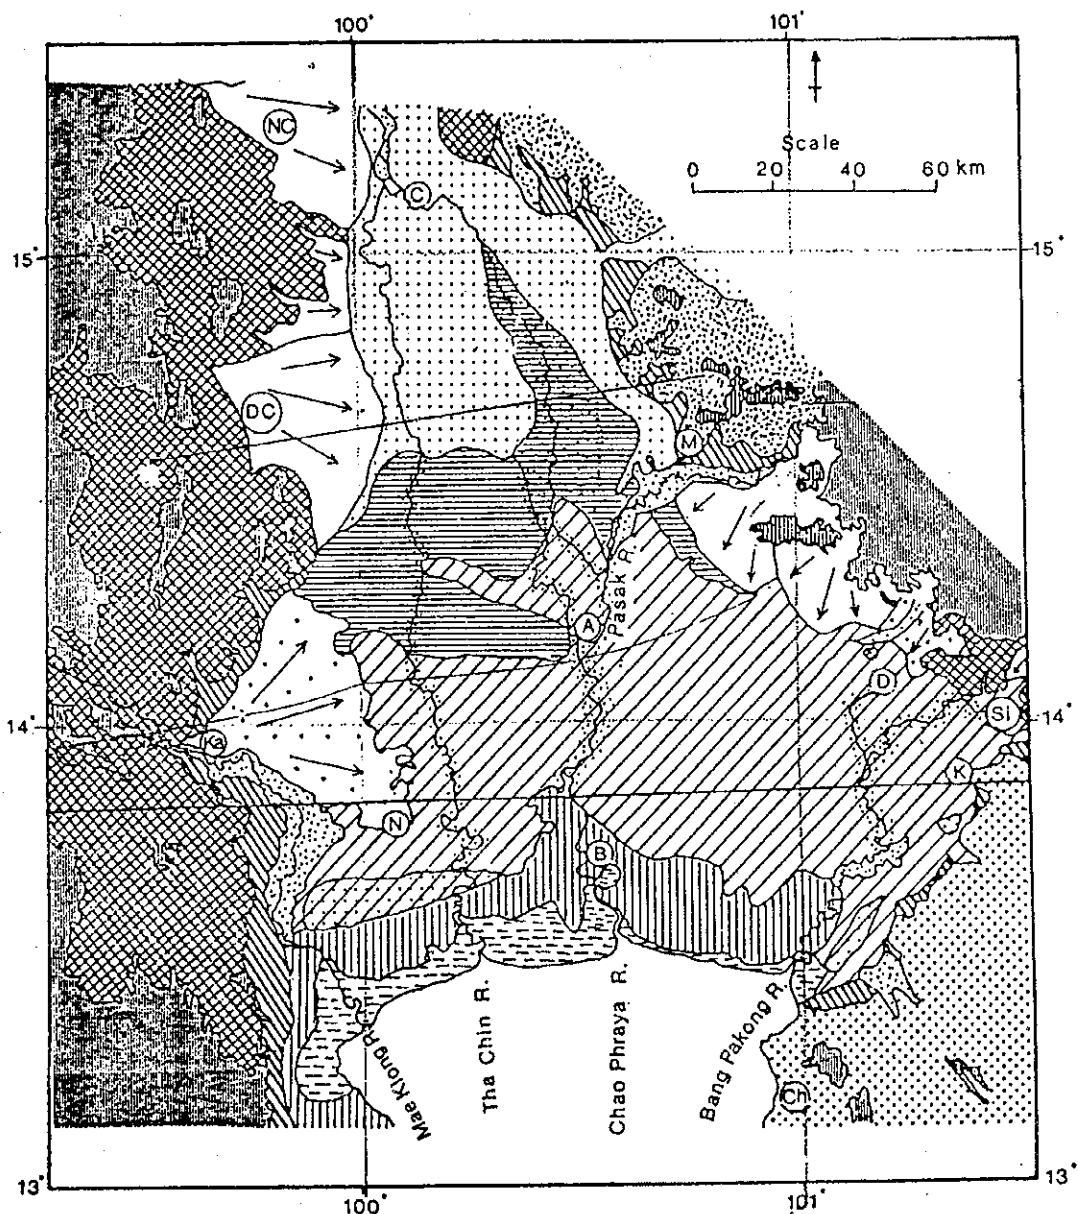 100°
101°
NC
Scale
0 20 40 60 km
C
15°
15°
DC
M
Pasak R.
A
D
SI
14°
14°
Ka
K
N
B
Mae Klong R.
Tha Chin R.
Chao Phraya R.
Bang Pakong R.
Ch
13°
13°
100°
101°